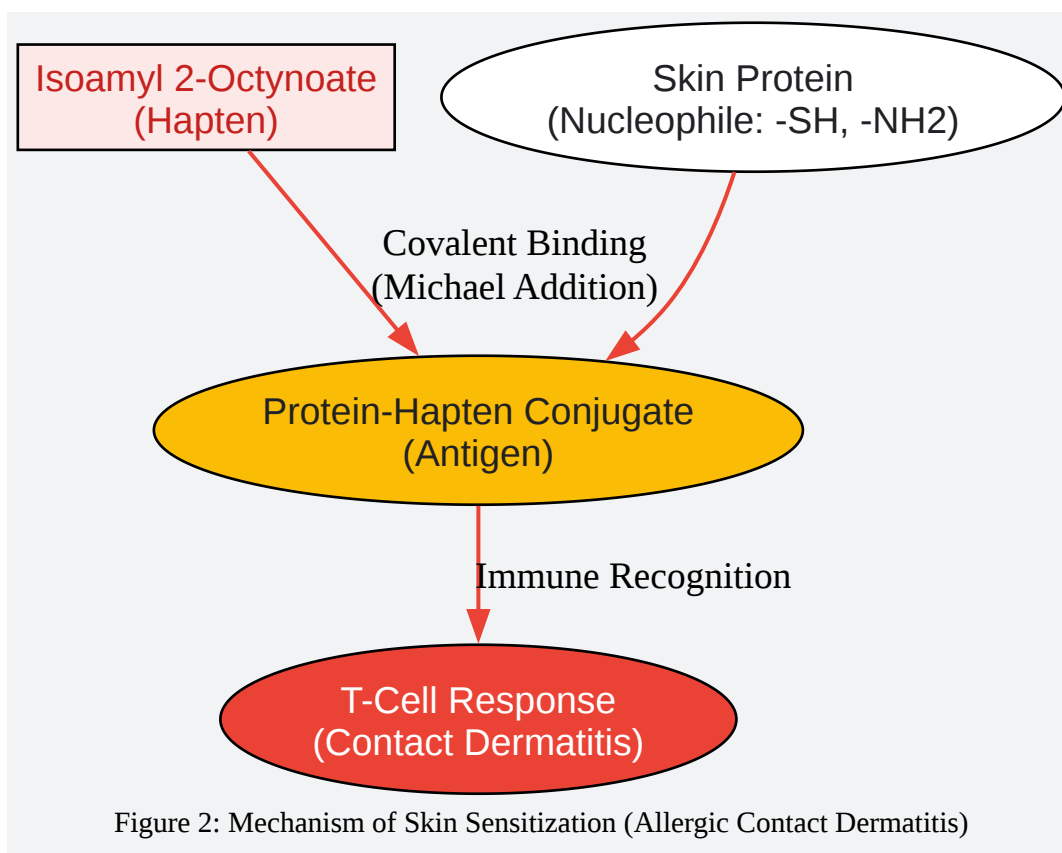 Isoamyl 2-Octynoate
(Hapten)
Skin Protein
(Nucleophile: -SH, -NH2)
Covalent Binding
(Michael Addition)
Protein-Hapten Conjugate
(Antigen)
Immune Recognition
T-Cell Response
(Contact Dermatitis)
Figure 2: Mechanism of Skin Sensitization (Allergic Contact Dermatitis)